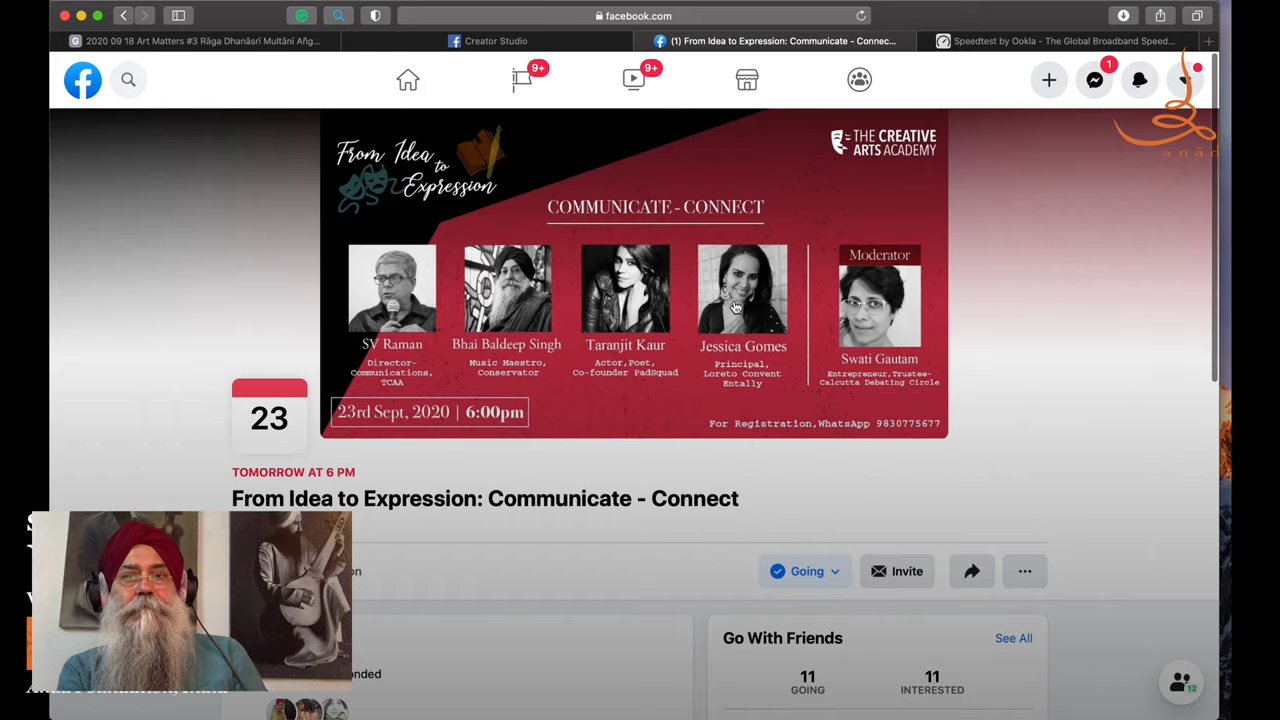 facebook.com
2020 09 18 Art Matters #3 Rāga Dhanāsrī Multānī Añg...
Creator Studio
(1) From Idea to Expression: Communicate - Connec...
Speedtest by Ookla - The Global Broadband Speed...
9+
9+
1
anād
From Idea
to
Expression
THE CREATIVE
ARTS ACADEMY
COMMUNICATE - CONNECT
Moderator
SV Raman
Director-
Communications,
TCAA
Bhai Baldeep Singh
Music Maestro,
Conservator
Taranjit Kaur
Actor,Poet,
Co-founder PadSquad
Jessica Gomes
Principal,
Loreto Convent
Entally
Swati Gautam
Entrepreneur,Trustee-
Calcutta Debating Circle
23rd Sept, 2020 | 6:00pm
For Registration,WhatsApp 9830775677
23
TOMORROW AT 6 PM
From Idea to Expression: Communicate - Connect
Going
Invite
Go With Friends
See All
11
GOING
11
INTERESTED
12